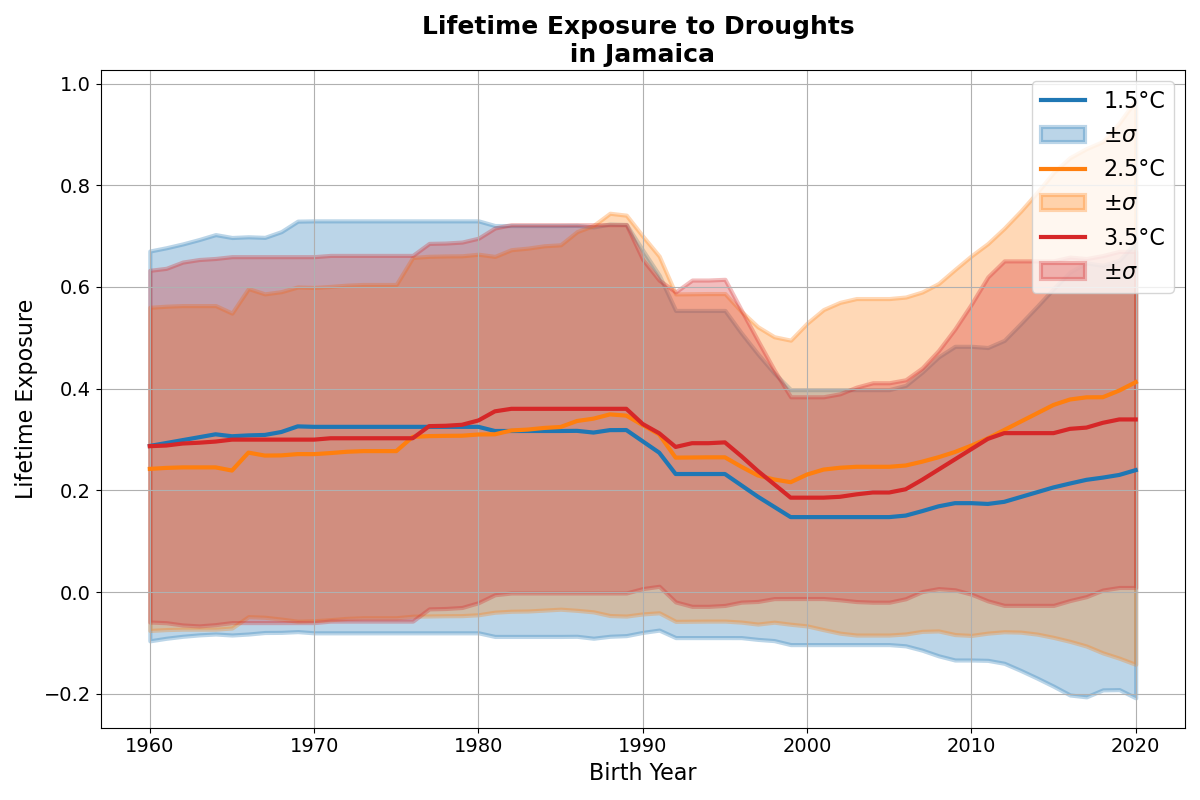 Lifetime Exposure to Droughts
in Jamaica
1.0
0.8
0.6
0.4
0.2
0.0
−0.2
Lifetime Exposure
1.5°C
±σ
2.5°C
±σ
3.5°C
±σ
1960
1970
1980
1990
2000
2010
2020
Birth Year